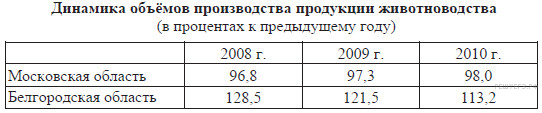 Динамика объёмов производства продукции животноводства
(в процентах к предыдущему году)
2008 г. 2009 г. 2010 г.
Московская область 96,8 97,3 98,0
Белгородская область 128,5 121,5 113,2